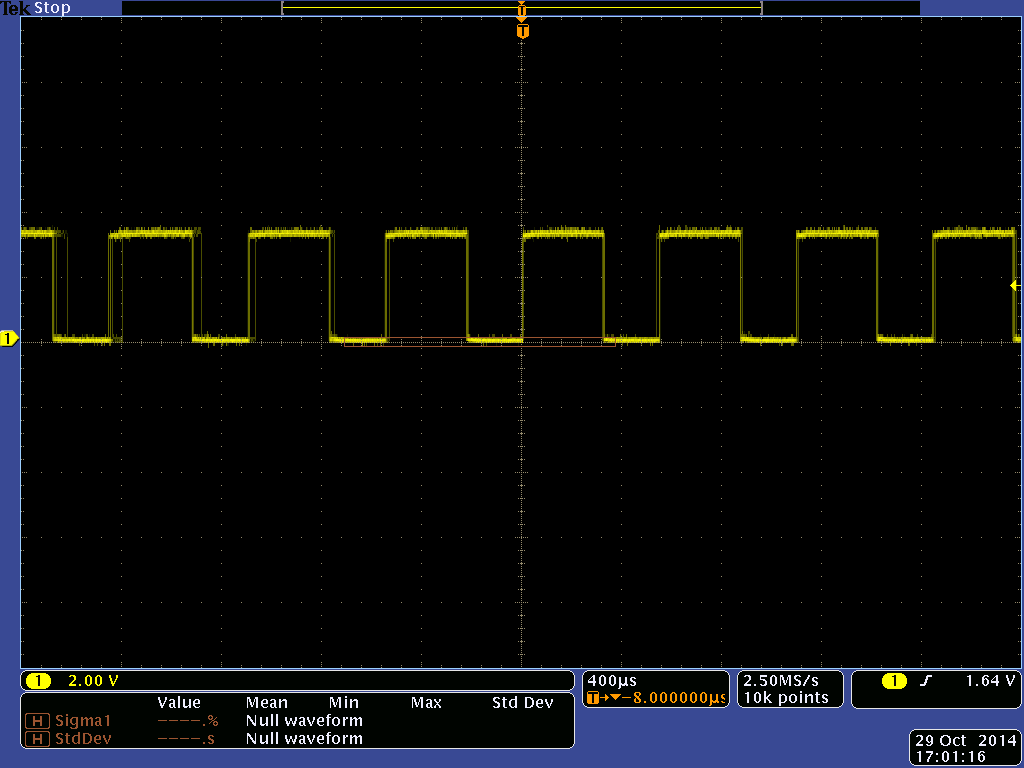 Tek Stop
T
T
1
1 2.00 V
400µs
T→▼−8.000000µs
2.50MS/s
10k points
1 ƒ 1.64 V
Value Mean Min Max Std Dev
H Sigma1 ----.% Null waveform
H StdDev ----.s Null waveform
29 Oct 2014
17:01:16